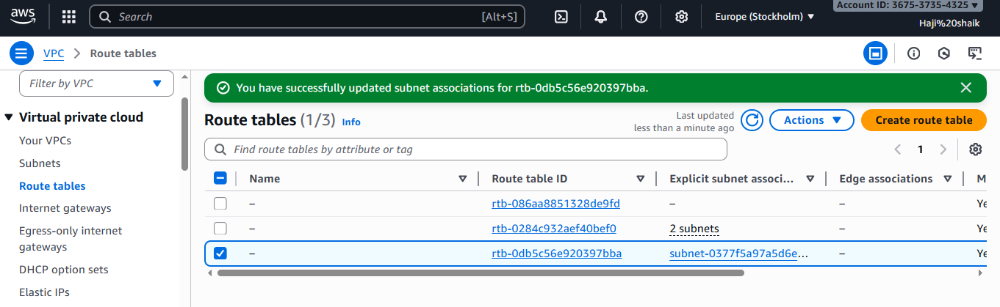 aws
Search [Alt+S]
Europe (Stockholm)
Account ID: 3675-3735-4325
Haji%20shaik
VPC > Route tables
Filter by VPC
Virtual private cloud
Your VPCs
Subnets
Route tables
Internet gateways
Egress-only internet
gateways
DHCP option sets
Elastic IPs
You have successfully updated subnet associations for rtb-0db5c56e920397bba.
Route tables (1/3) Info
Last updated
less than a minute ago
Actions
Create route table
Find route tables by attribute or tag
1
Name Route table ID Explicit subnet associ... Edge associations M
– rtb-086aa8851328de9fd – – Ye
– rtb-0284c932aef40bef0 2 subnets – Ye
– rtb-0db5c56e920397bba subnet-0377f5a97a5d6e... – Ye